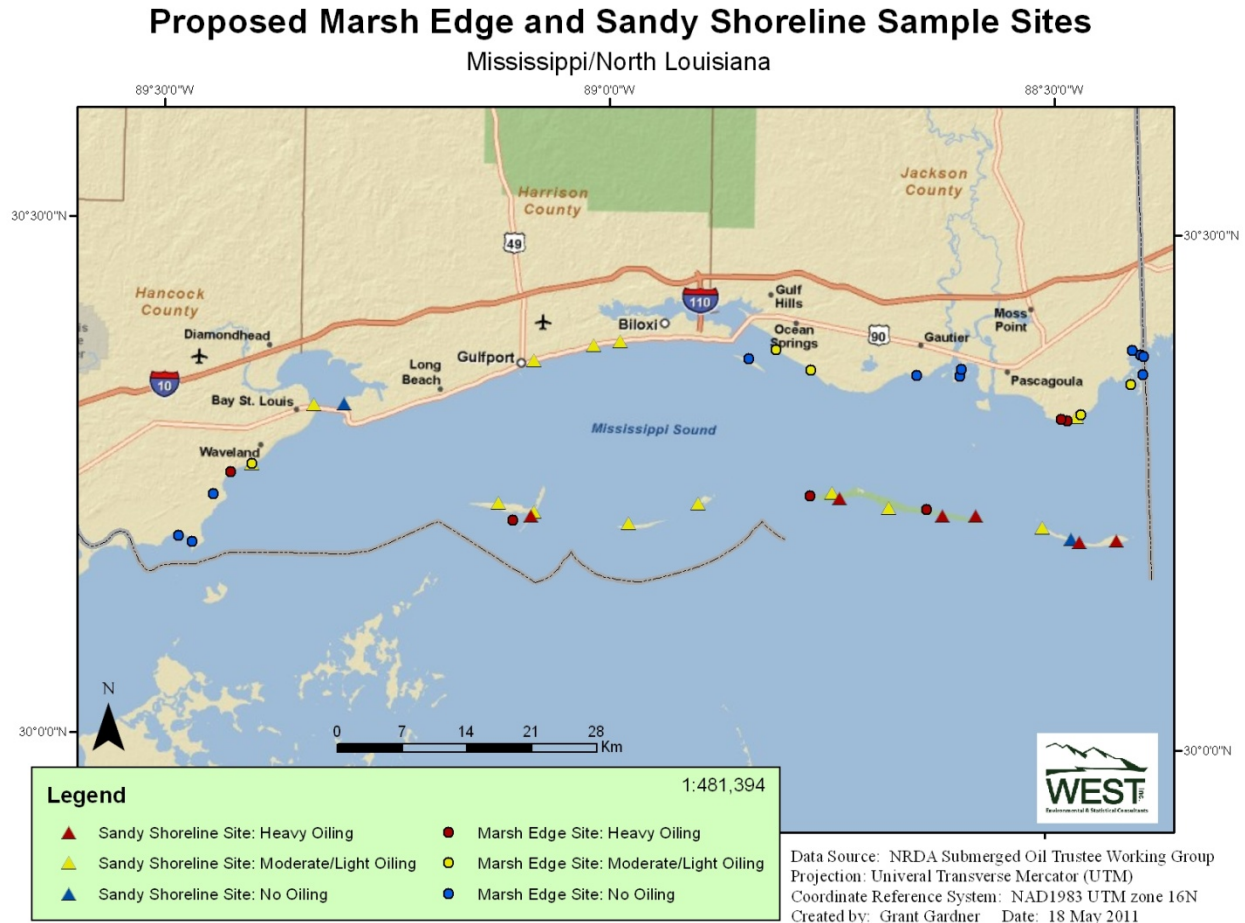 Proposed Marsh Edge and Sandy Shoreline Sample Sites
Mississippi/North Louisiana
89°30'0"W
89°0'0"W
88°30'0"W
30°30'0"N
30°30'0"N
Harrison
County
Jackson
County
49
Hancock
County
110
Gulf
Hills
Diamondhead
Biloxi
Ocean
Springs
Moss
Point
90
Gautier
Gulfport
Long
Beach
10
Pascagoula
Bay St. Louis
Mississippi Sound
Waveland
N
0 7 14 21 28
Km
30°0'0"N
30°0'0"N
WEST INC.
Environmental & Statistical Consultants
Legend
1:481,394
Sandy Shoreline Site: Heavy Oiling
Marsh Edge Site: Heavy Oiling
Sandy Shoreline Site: Moderate/Light Oiling
Marsh Edge Site: Moderate/Light Oiling
Sandy Shoreline Site: No Oiling
Marsh Edge Site: No Oiling
Data Source: NRDA Submerged Oil Trustee Working Group
Projection: Univeral Transverse Mercator (UTM)
Coordinate Reference System: NAD1983 UTM zone 16N
Created by: Grant Gardner Date: 18 May 2011